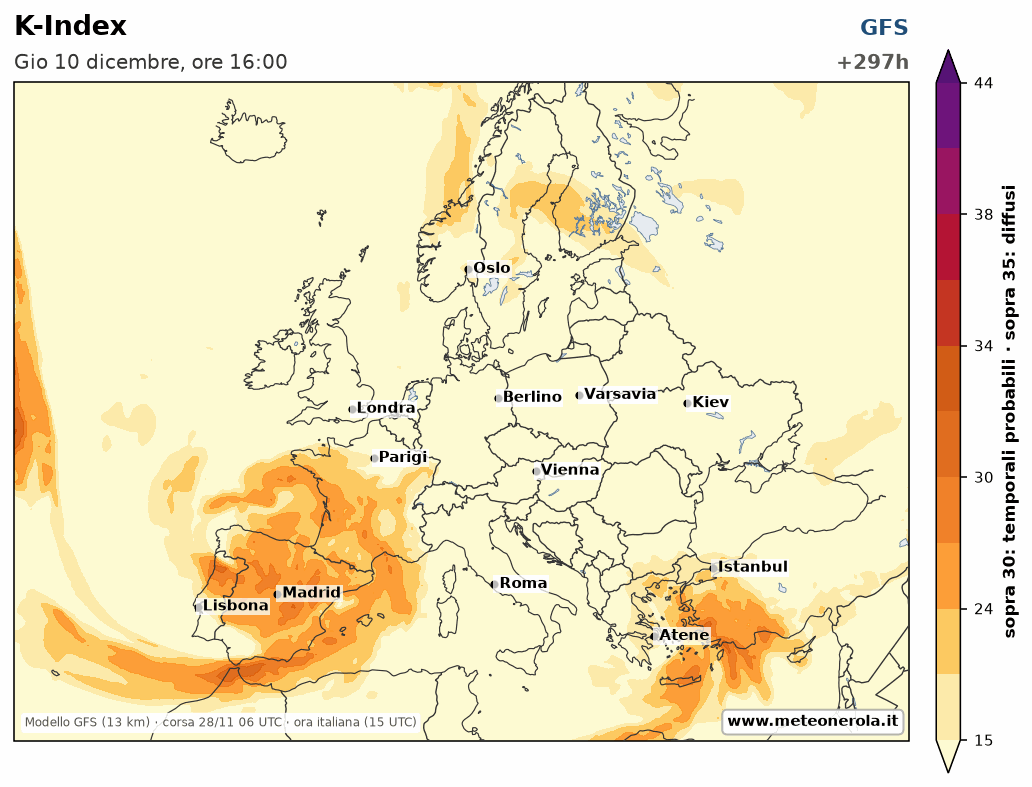 K-Index
GFS
Gio 10 dicembre, ore 16:00
+297h
Oslo
Londra
Berlino
Varsavia
Kiev
Parigi
Vienna
Istanbul
Roma
Madrid
Lisbona
Atene
Modello GFS (13 km) · corsa 28/11 06 UTC · ora italiana (15 UTC)
www.meteonerola.it
44
38
34
30
24
15
sopra 30: temporali probabili · sopra 35: diffusi